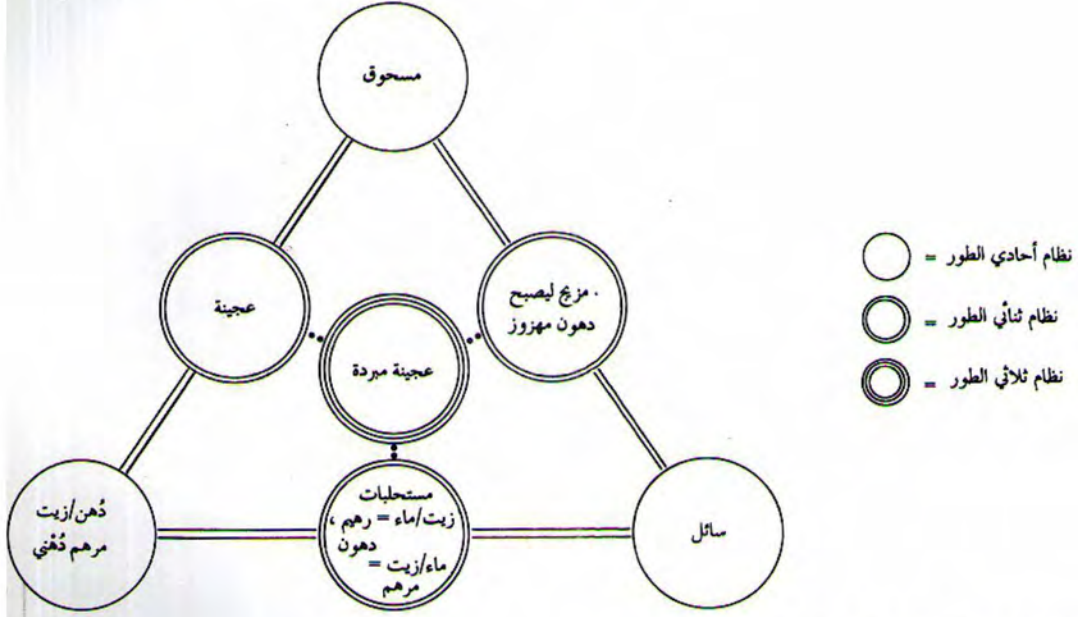 مسحوق
عجينة
. مزيج ليصبح
دهون مهزوز
عجينة مبردة
دُهن/زيت
مرهم دُهْني
مستحلبات
زيت/ماء = رهيم ،
دهون
ماء/زيت =
مرهم
سائل
نظام أحادي الطور =
نظام ثنائي الطور =
نظام ثلاثي الطور =